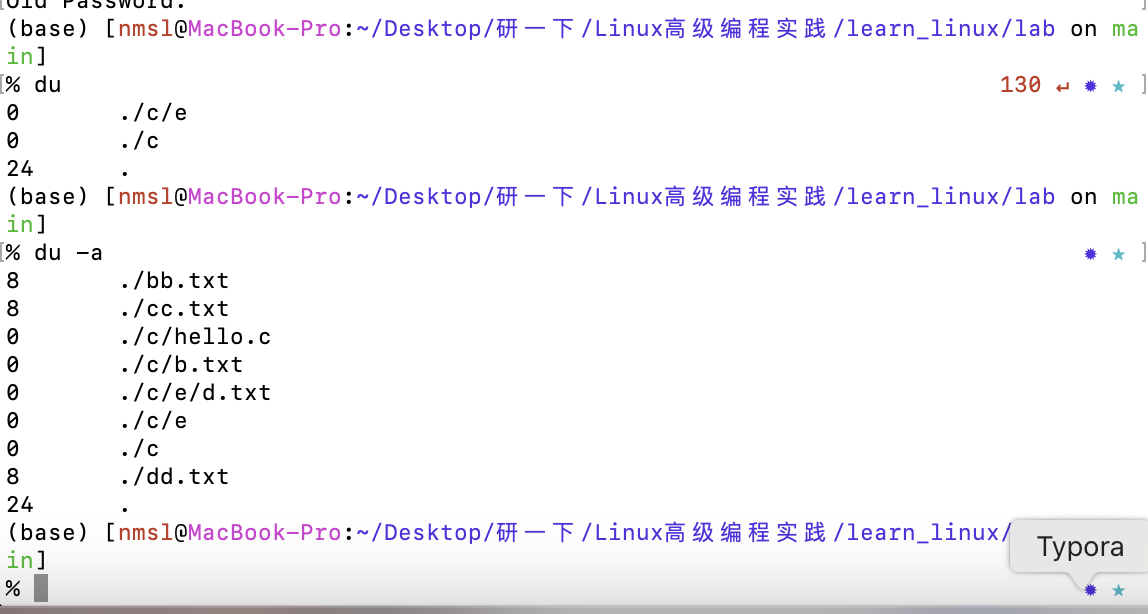 Old Password:
(base) [nmsl@MacBook-Pro:~/Desktop/研一下/Linux高级编程实践/learn_linux/lab on ma
in]
% du 130 ↵ ✹ ★
0 ./c/e
0 ./c
24 .
(base) [nmsl@MacBook-Pro:~/Desktop/研一下/Linux高级编程实践/learn_linux/lab on ma
in]
% du -a ✹ ★
8 ./bb.txt
8 ./cc.txt
0 ./c/hello.c
0 ./c/b.txt
0 ./c/e/d.txt
0 ./c/e
0 ./c
8 ./dd.txt
24 .
(base) [nmsl@MacBook-Pro:~/Desktop/研一下/Linux高级编程实践/learn_linux/
Typora
in]
% ✹ ★